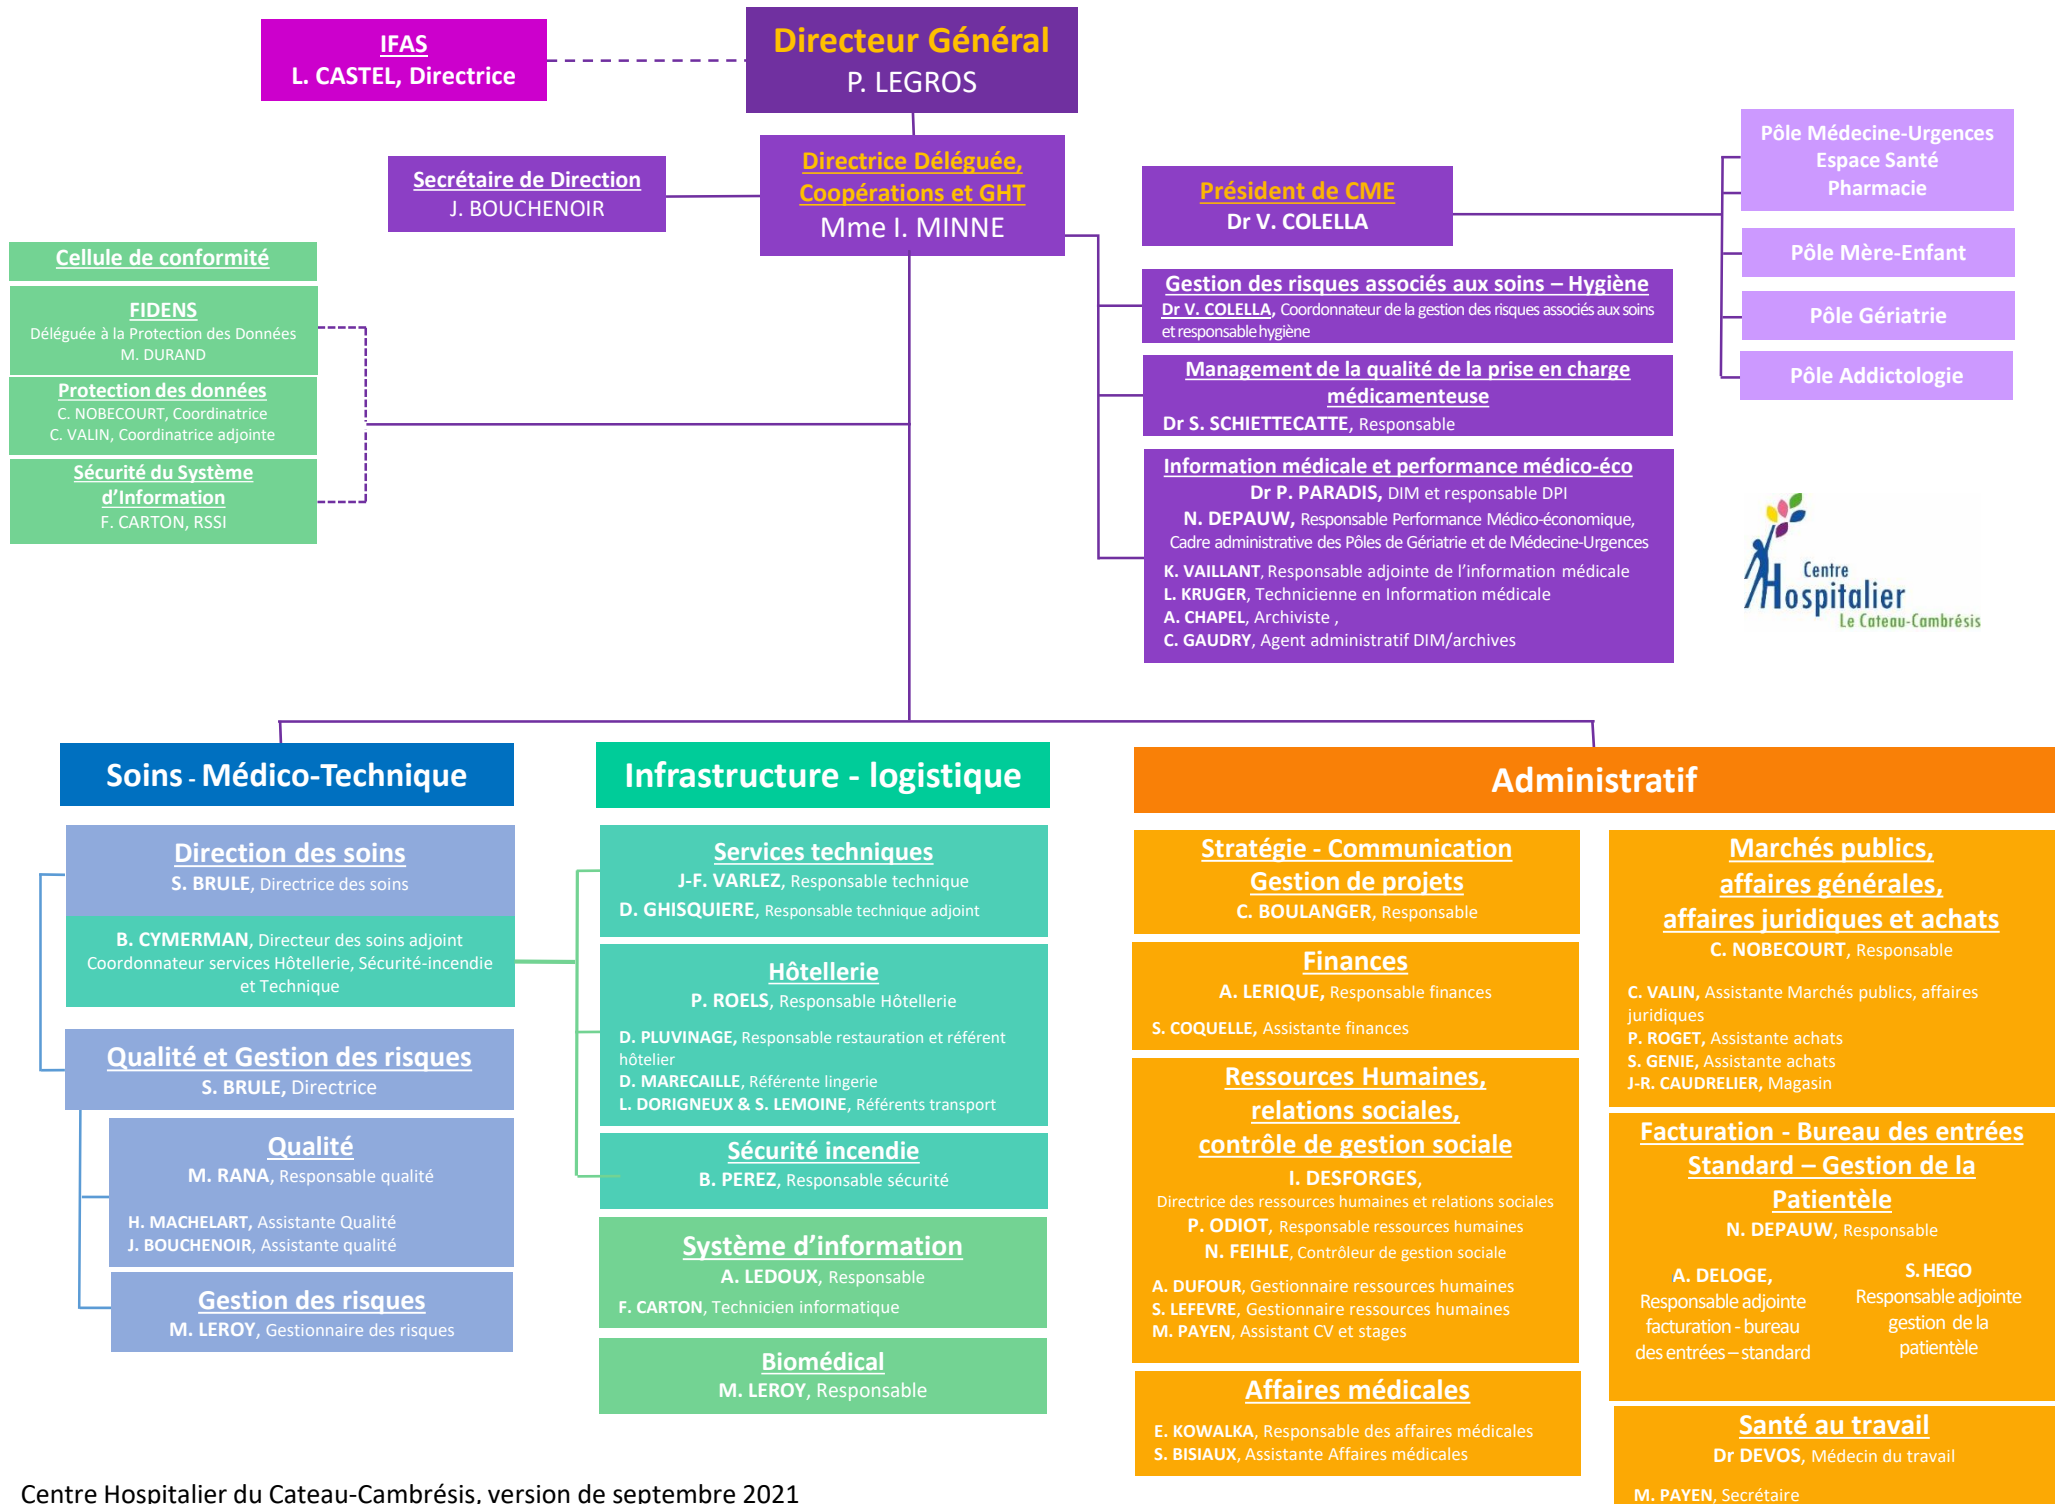 IFAS
L. CASTEL, Directrice
Directeur Général
P. LEGROS
Secrétaire de Direction
J. BOUCHENOIR
Directrice Déléguée,
Coopérations et GHT
Mme I. MINNE
Président de CME
Dr V. COLELLA
Pôle Médecine-Urgences
Espace Santé
Pharmacie
Pôle Mère-Enfant
Pôle Gériatrie
Pôle Addictologie
Cellule de conformité
FIDENS
Déléguée à la Protection des Données
M. DURAND
Protection des données
C. NOBECOURT, Coordinatrice
C. VALIN, Coordinatrice adjointe
Sécurité du Système
d’Information
F. CARTON, RSSI
Gestion des risques associés aux soins – Hygiène
Dr V. COLELLA, Coordonnateur de la gestion des risques associés aux soins
et responsable hygiène
Management de la qualité de la prise en charge
médicamenteuse
Dr S. SCHIETTECATTE, Responsable
Information médicale et performance médico-éco
Dr P. PARADIS, DIM et responsable DPI
N. DEPAUW, Responsable Performance Médico-économique,
Cadre administrative des Pôles de Gériatrie et de Médecine-Urgences
K. VAILLANT, Responsable adjointe de l’information médicale
L. KRUGER, Technicienne en Information médicale
A. CHAPEL, Archiviste ,
C. GAUDRY, Agent administratif DIM/archives
Centre
Hospitalier
Le Cateau-Cambrésis
Soins - Médico-Technique
Direction des soins
S. BRULE, Directrice des soins
B. CYMERMAN, Directeur des soins adjoint
Coordonnateur services Hôtellerie, Sécurité-incendie
et Technique
Qualité et Gestion des risques
S. BRULE, Directrice
Qualité
M. RANA, Responsable qualité
H. MACHELART, Assistante Qualité
J. BOUCHENOIR, Assistante qualité
Gestion des risques
M. LEROY, Gestionnaire des risques
Infrastructure - logistique
Services techniques
J-F. VARLEZ, Responsable technique
D. GHISQUIERE, Responsable technique adjoint
Hôtellerie
P. ROELS, Responsable Hôtellerie
D. PLUVINAGE, Responsable restauration et référent
hôtelier
D. MARECAILLE, Référente lingerie
L. DORIGNEUX & S. LEMOINE, Référents transport
Sécurité incendie
B. PEREZ, Responsable sécurité
Système d’information
A. LEDOUX, Responsable
F. CARTON, Technicien informatique
Biomédical
M. LEROY, Responsable
Administratif
Stratégie - Communication
Gestion de projets
C. BOULANGER, Responsable
Finances
A. LERIQUE, Responsable finances
S. COQUELLE, Assistante finances
Ressources Humaines,
relations sociales,
contrôle de gestion sociale
I. DESFORGES,
Directrice des ressources humaines et relations sociales
P. ODIOT, Responsable ressources humaines
N. FEIHLE, Contrôleur de gestion sociale
A. DUFOUR, Gestionnaire ressources humaines
S. LEFEVRE, Gestionnaire ressources humaines
M. PAYEN, Assistant CV et stages
Affaires médicales
E. KOWALKA, Responsable des affaires médicales
S. BISIAUX, Assistante Affaires médicales
Marchés publics,
affaires générales,
affaires juridiques et achats
C. NOBECOURT, Responsable
C. VALIN, Assistante Marchés publics, affaires
juridiques
P. ROGET, Assistante achats
S. GENIE, Assistante achats
J-R. CAUDRELIER, Magasin
Facturation - Bureau des entrées
Standard – Gestion de la
Patientèle
N. DEPAUW, Responsable
A. DELOGE,
Responsable adjointe
facturation - bureau
des entrées – standard
S. HEGO
Responsable adjointe
gestion de la
patientèle
Santé au travail
Dr DEVOS, Médecin du travail
M. PAYEN, Secrétaire
Centre Hospitalier du Cateau-Cambrésis, version de septembre 2021